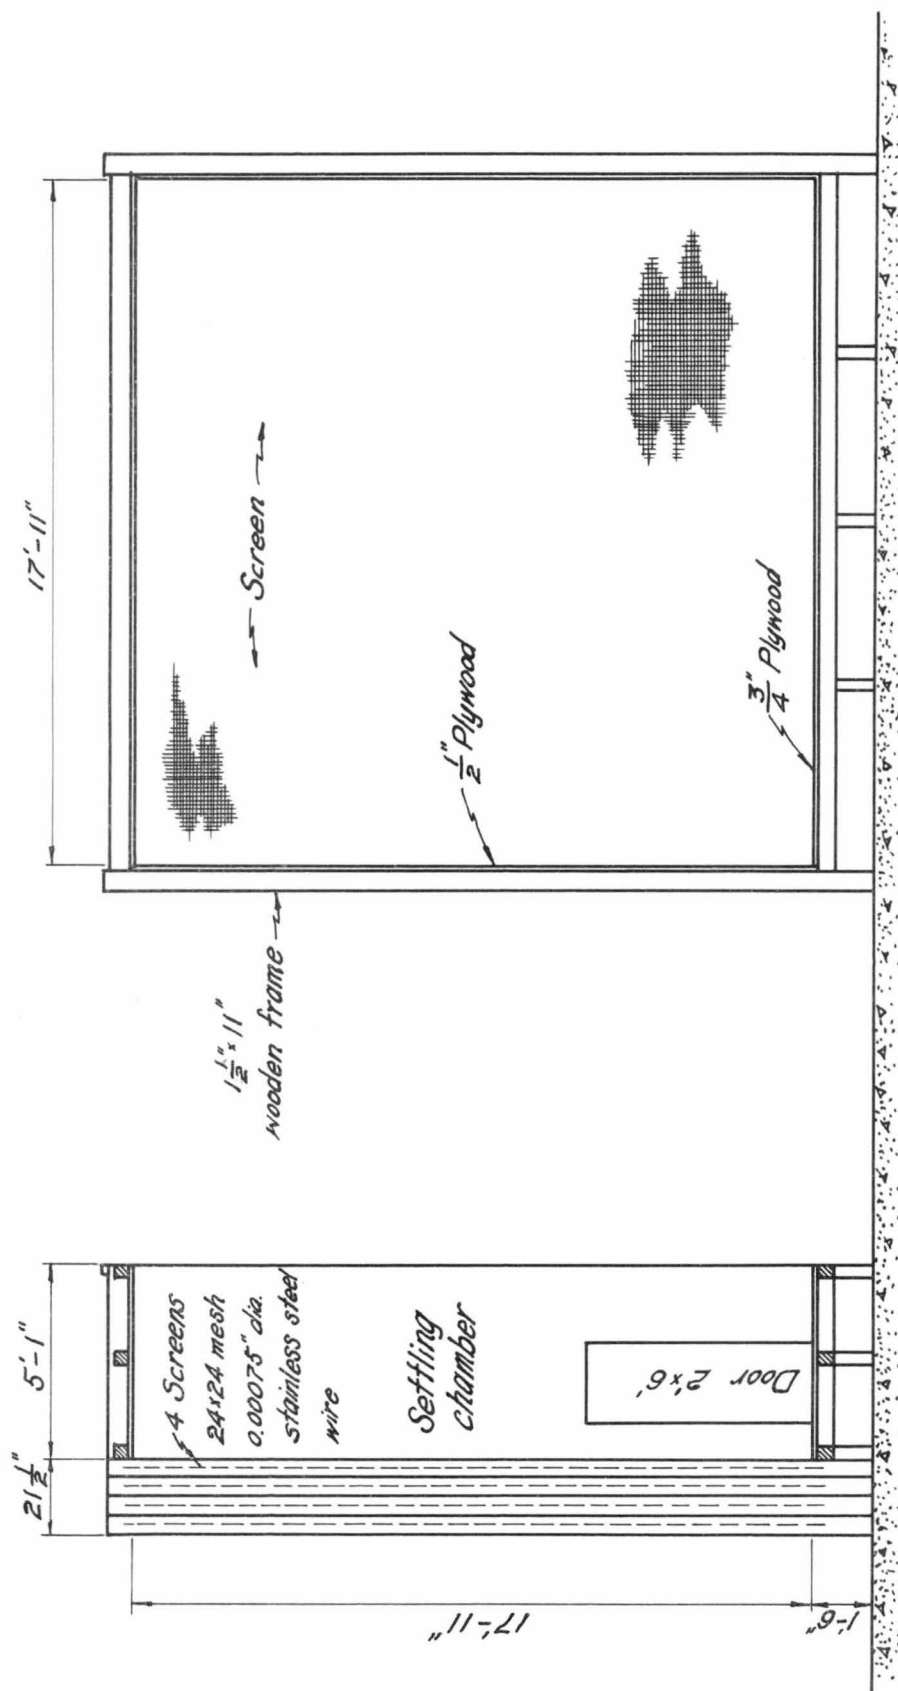 17'-11"
Screen
1/2" Plywood
3/4" Plywood
1 1/2" x 11"
wooden frame
5'-1"
21 1/2"
4 Screens
24x24 mesh
0.00075" dia.
stainless steel
wire
Settling
chamber
Door 2'x6'
17'-11"
1'-6"